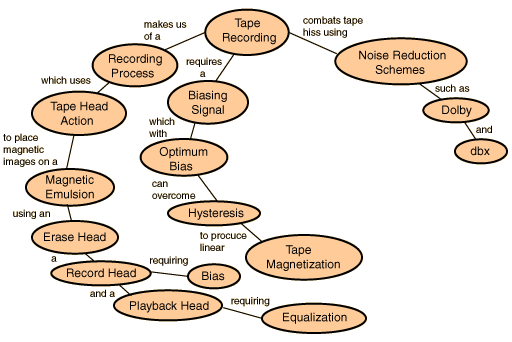 Tape
Recording
makes us
of a
combats tape
hiss using
Recording
Process
requires
a
Noise Reduction
Schemes
which uses
Biasing
Signal
such as
Tape Head
Action
Dolby
which
with
and
to place
magnetic
images on a
Optimum
Bias
dbx
Magnetic
Emulsion
can
overcome
using an
Hysteresis
Erase Head
to procuce
linear
Tape
Magnetization
a
Record Head
requiring
Bias
and a
Playback Head
requiring
Equalization